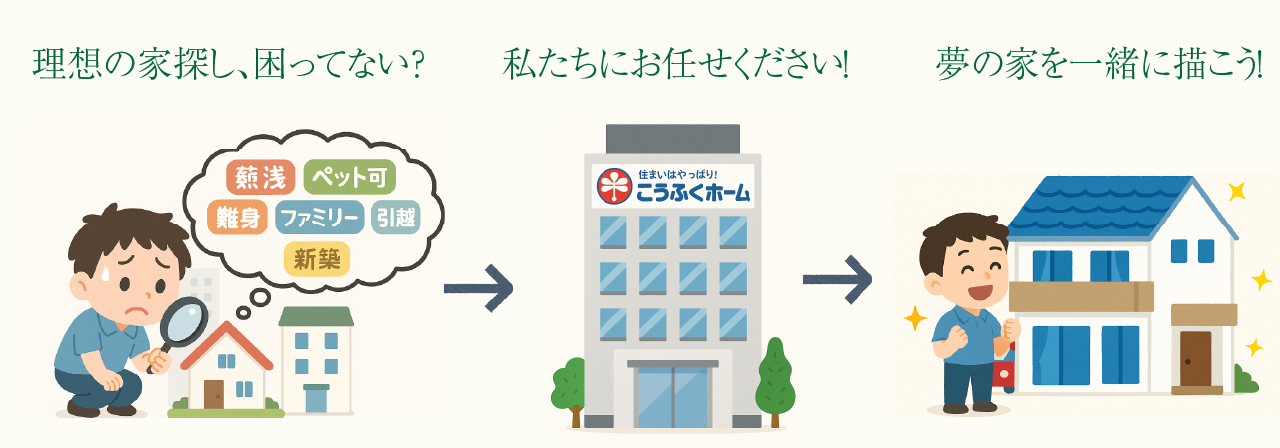 理想の家探し、困ってない?
私たちにお任せください!
夢の家を一緒に描こう!
ペット可
難身
ファミリー
引越
新築
住まいはやっぱり!
こうふくホーム